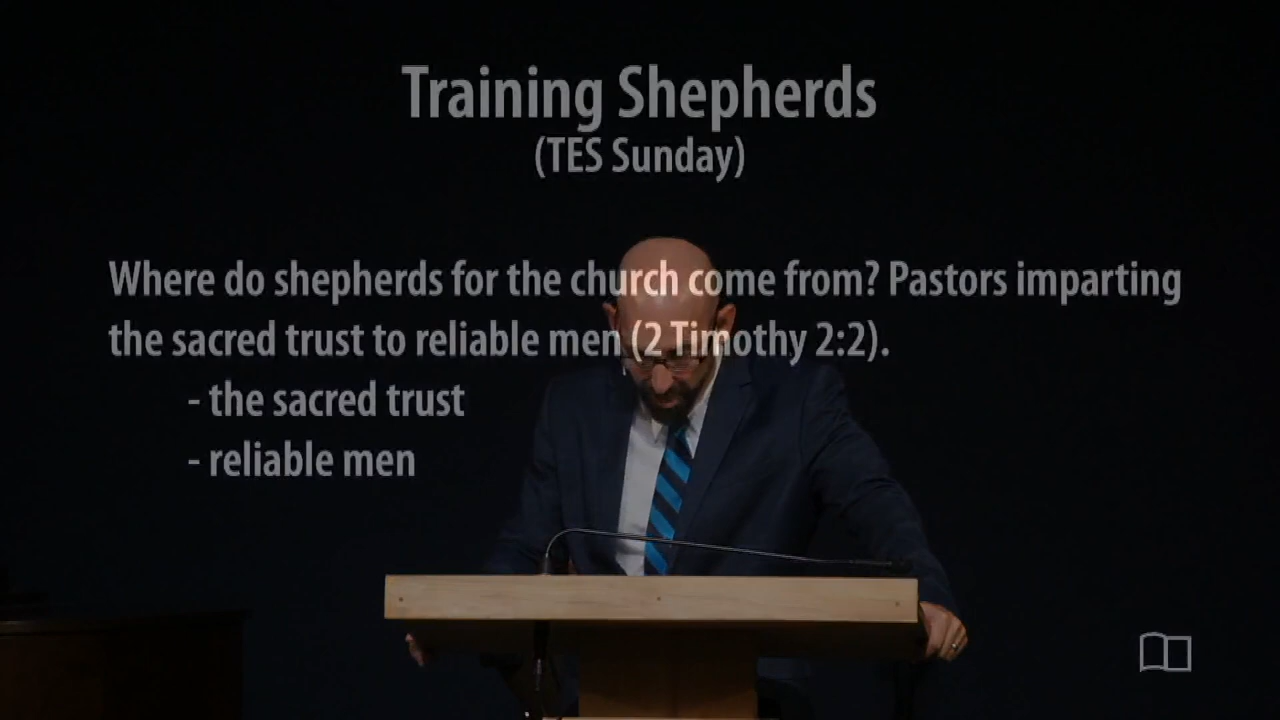 Training Shepherds
(TES Sunday)
Where do shepherds for the church come from? Pastors imparting
the sacred trust to reliable men (2 Timothy 2:2).
- the sacred trust
- reliable men